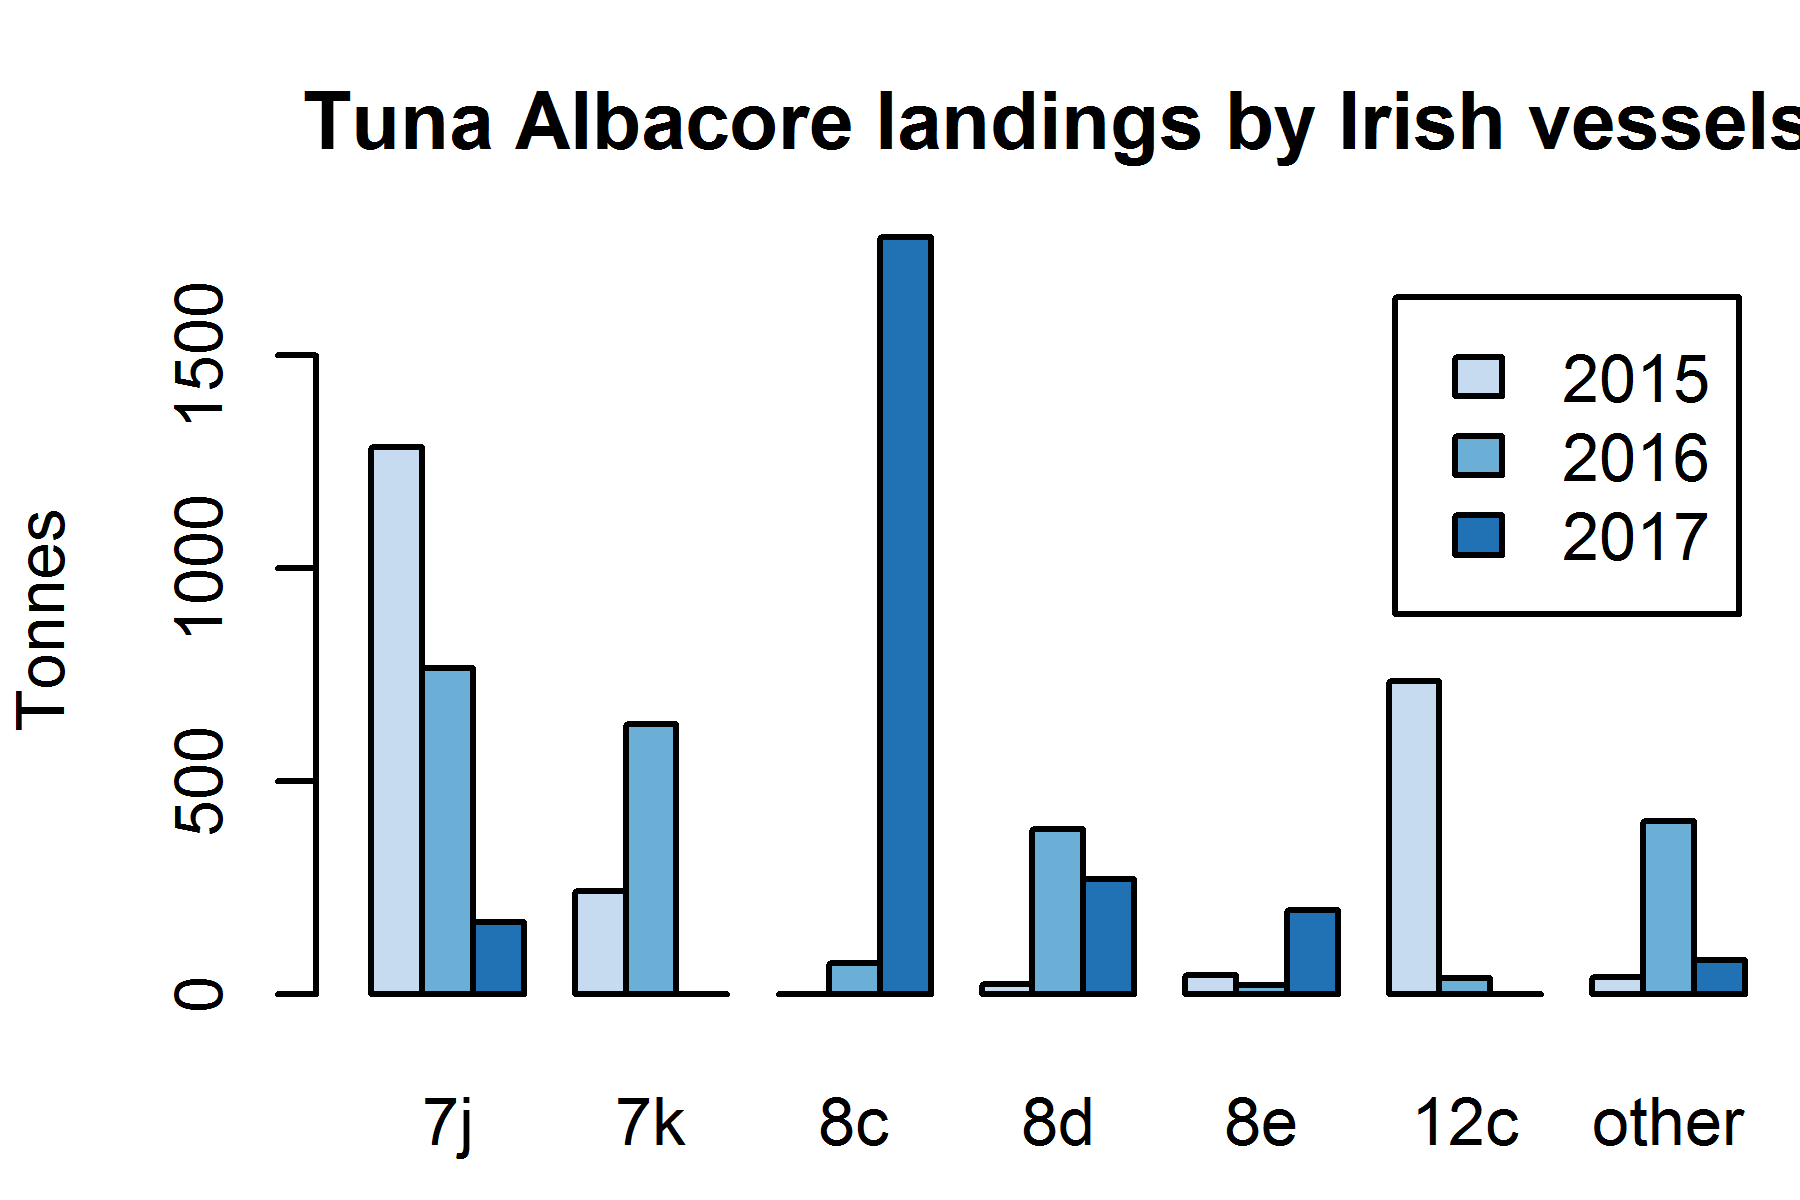 Tuna Albacore landings by Irish vessels
Tonnes
1500
1000
500
0
2015
2016
2017
7j 7k 8c 8d 8e 12c other